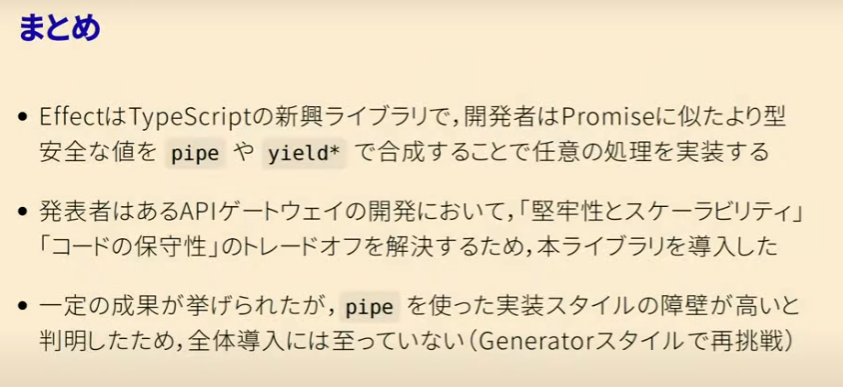 まとめ
• EffectはTypeScriptの新興ライブラリで,開発者はPromiseに似たより型
安全な値を pipe や yield* で合成することで任意の処理を実装する
• 発表者はあるAPIゲートウェイの開発において,「堅牢性とスケーラビリティ」
「コードの保守性」のトレードオフを解決するため,本ライブラリを導入した
• 一定の成果が挙げられたが, pipe を使った実装スタイルの障壁が高いと
判明したため,全体導入には至っていない（Generatorスタイルで再挑戦）